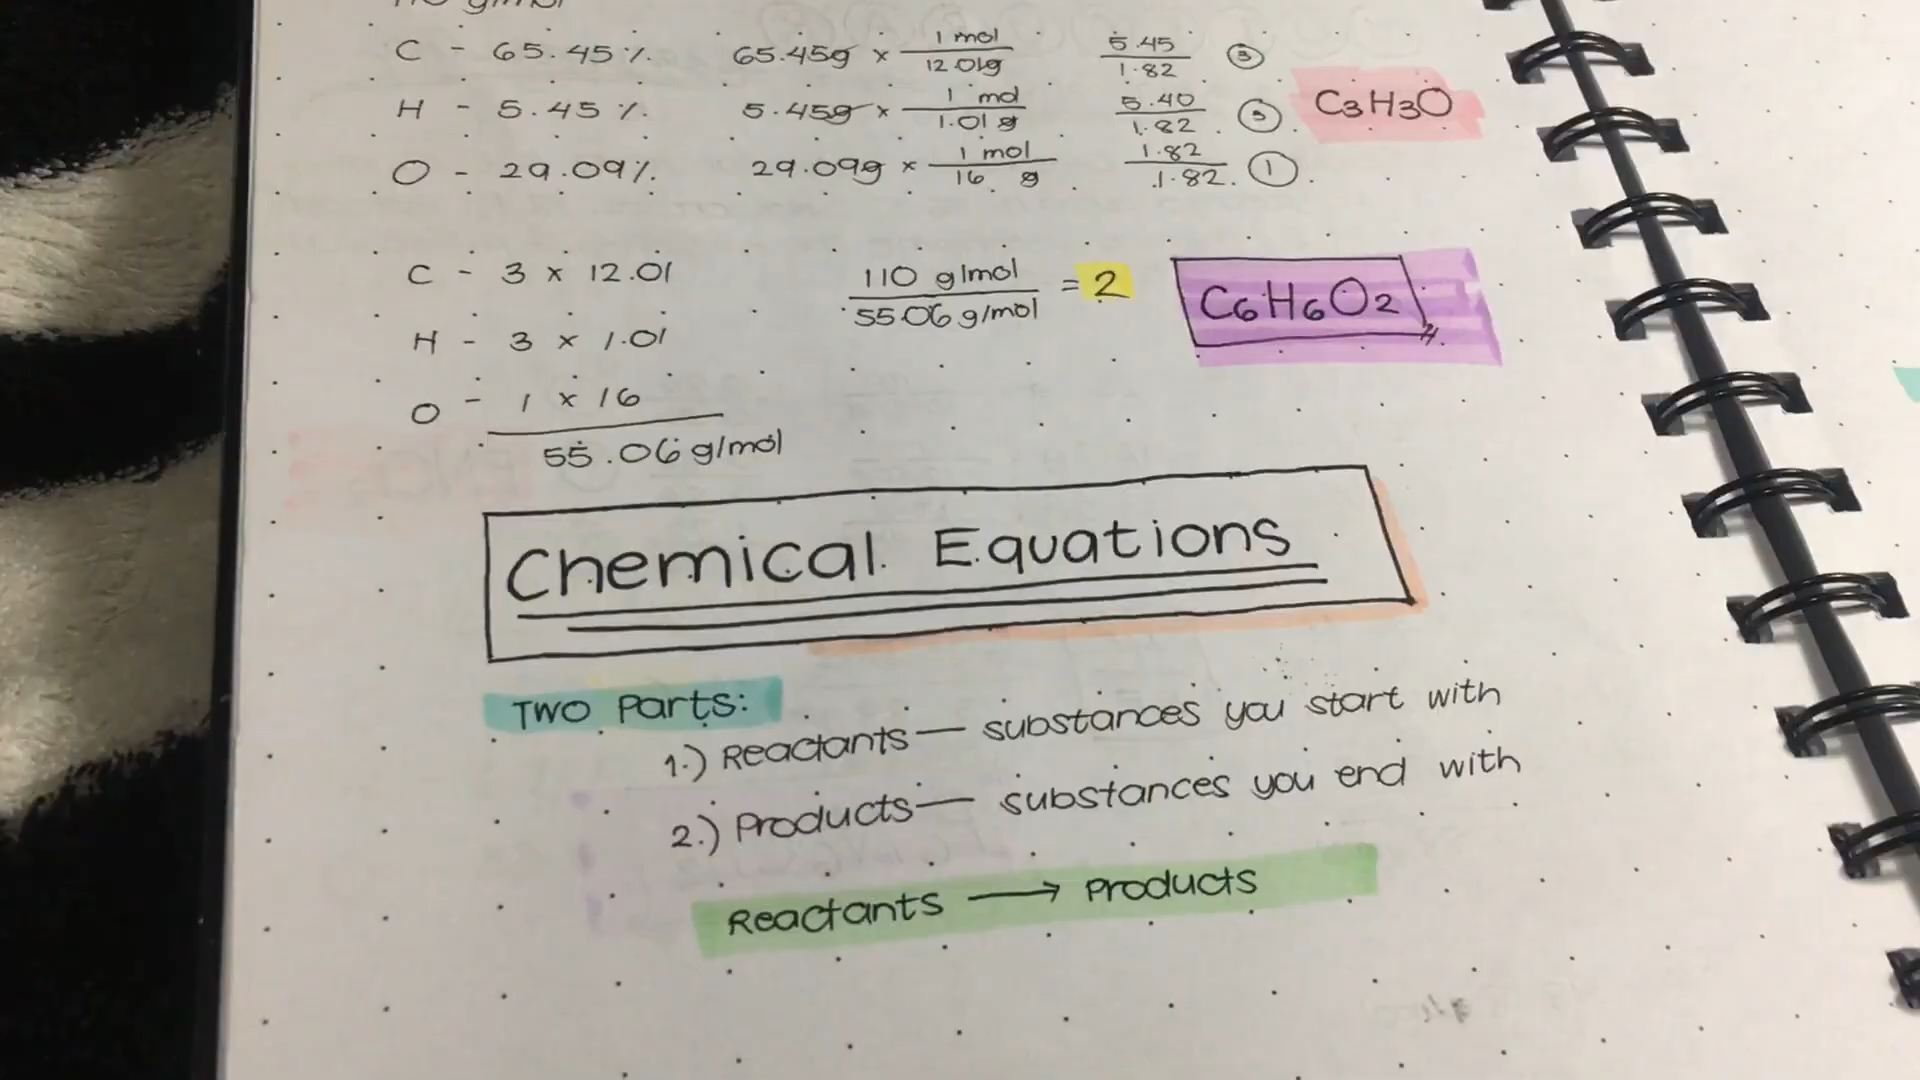 C - 65.45 % 65.45g x 1 mol / 12.01g 5.45 / 1.82 3
H - 5.45 % 5.45g x 1 mol / 1.01 g 5.40 / 1.82 3 C3H3O
O - 29.09% 29.09g x 1 mol / 16 g 1.82 / 1.82 1
C - 3 x 12.01 110 g/mol / 55.06 g/mol = 2 C6H6O2
H - 3 x 1.01
O - 1 x 16
55.06 g/mol
Chemical Equations
Two Parts:
1.) Reactants — substances you start with
2.) Products — substances you end with
Reactants → Products